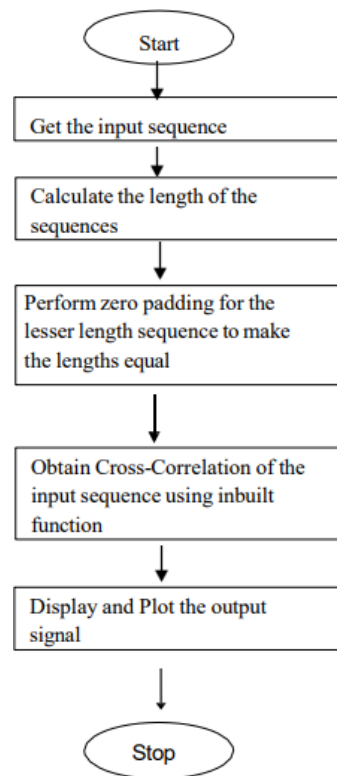 Start
Get the input sequence
Calculate the length of the
sequences
Perform zero padding for the
lesser length sequence to make
the lengths equal
Obtain Cross-Correlation of the
input sequence using inbuilt
function
Display and Plot the output
signal
Stop